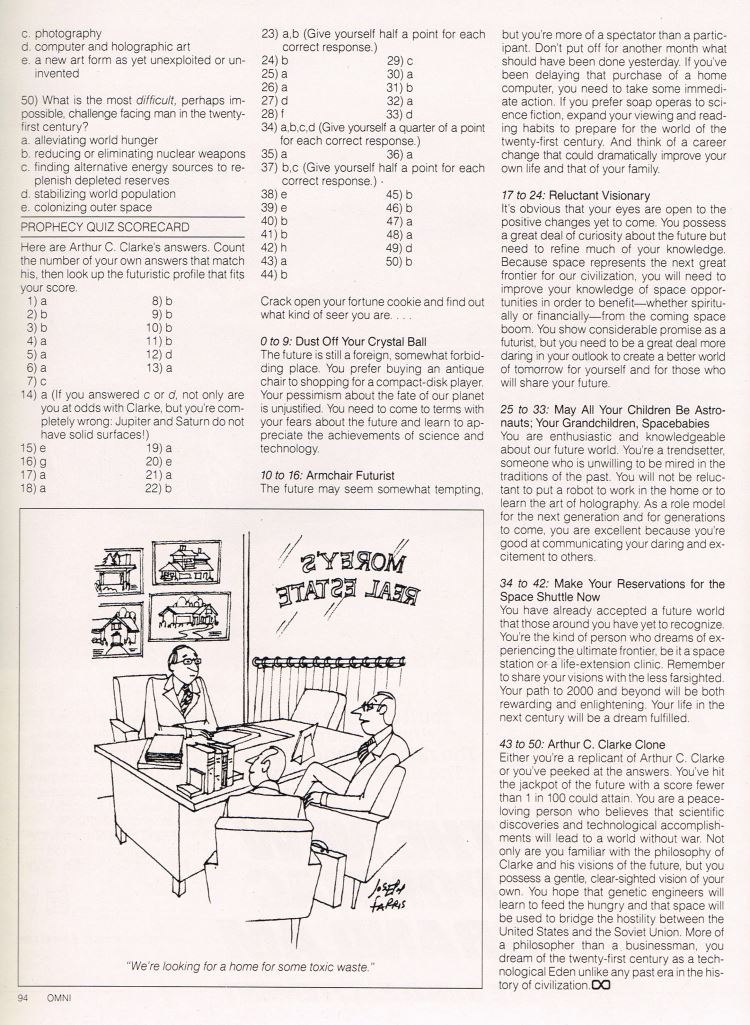 c. photography
d. computer and holographic art
e. a new art form as yet unexploited or un-
invented
50) What is the most difficult, perhaps im-
possible, challenge facing man in the twenty-
first century?
a. alleviating world hunger
b. reducing or eliminating nuclear weapons
c. finding alternative energy sources to re-
plenish depleted reserves
d. stabilizing world population
e. colonizing outer space
PROPHECY QUIZ SCORECARD
Here are Arthur C. Clarke's answers. Count
the number of your own answers that match
his, then look up the futuristic profile that fits
your score.
1) a 8) b
2) b 9) b
3) b 10) b
4) a 11) b
5) a 12) d
6) a 13) a
7) c
14) a (If you answered c or d, not only are
you at odds with Clarke, but you're com-
pletely wrong: Jupiter and Saturn do not
have solid surfaces!)
15) e 19) a
16) g 20) e
17) a 21) a
18) a 22) b
23) a,b (Give yourself half a point for each
correct response.)
24) b 29) c
25) a 30) a
26) a 31) b
27) d 32) a
28) f 33) d
34) a,b,c,d (Give yourself a quarter of a point
for each correct response.)
35) a 36) a
37) b,c (Give yourself half a point for each
correct response.)
38) e 45) b
39) e 46) b
40) b 47) a
41) b 48) a
42) h 49) d
43) a 50) b
44) b
Crack open your fortune cookie and find out
what kind of seer you are. . . .
0 to 9: Dust Off Your Crystal Ball
The future is still a foreign, somewhat forbid-
ding place. You prefer buying an antique
chair to shopping for a compact-disk player.
Your pessimism about the fate of our planet
is unjustified. You need to come to terms with
your fears about the future and learn to ap-
preciate the achievements of science and
technology.
10 to 16: Armchair Futurist
The future may seem somewhat tempting,
but you're more of a spectator than a partic-
ipant. Don't put off for another month what
should have been done yesterday. If you've
been delaying that purchase of a home
computer, you need to take some immedi-
ate action. If you prefer soap operas to sci-
ence fiction, expand your viewing and read-
ing habits to prepare for the world of the
twenty-first century. And think of a career
change that could dramatically improve your
own life and that of your family.
17 to 24: Reluctant Visionary
It's obvious that your eyes are open to the
positive changes yet to come. You possess
a great deal of curiosity about the future but
need to refine much of your knowledge.
Because space represents the next great
frontier for our civilization, you will need to
improve your knowledge of space oppor-
tunities in order to benefit—whether spiritu-
ally or financially—from the coming space
boom. You show considerable promise as a
futurist, but you need to be a great deal more
daring in your outlook to create a better world
of tomorrow for yourself and for those who
will share your future.
25 to 33: May All Your Children Be Astro-
nauts; Your Grandchildren, Spacebabies
You are enthusiastic and knowledgeable
about our future world. You're a trendsetter,
someone who is unwilling to be mired in the
traditions of the past. You will not be reluc-
tant to put a robot to work in the home or to
learn the art of holography. As a role model
for the next generation and for generations
to come, you are excellent because you're
good at communicating your daring and ex-
citement to others.
34 to 42: Make Your Reservations for the
Space Shuttle Now
You have already accepted a future world
that those around you have yet to recognize.
You're the kind of person who dreams of ex-
periencing the ultimate frontier, be it a space
station or a life-extension clinic. Remember
to share your visions with the less farsighted.
Your path to 2000 and beyond will be both
rewarding and enlightening. Your life in the
next century will be a dream fulfilled.
43 to 50: Arthur C. Clarke Clone
Either you're a replicant of Arthur C. Clarke
or you've peeked at the answers. You've hit
the jackpot of the future with a score fewer
than 1 in 100 could attain. You are a peace-
loving person who believes that scientific
discoveries and technological accomplish-
ments will lead to a world without war. Not
only are you familiar with the philosophy of
Clarke and his visions of the future, but you
possess a gentle, clear-sighted vision of your
own. You hope that genetic engineers will
learn to feed the hungry and that space will
be used to bridge the hostility between the
United States and the Soviet Union. More of
a philosopher than a businessman, you
dream of the twenty-first century as a tech-
nological Eden unlike any past era in the his-
tory of civilization.
MOREY'S
REAL ESTATE
JOSEPH
FARRIS
"We're looking for a home for some toxic waste."
94 OMNI